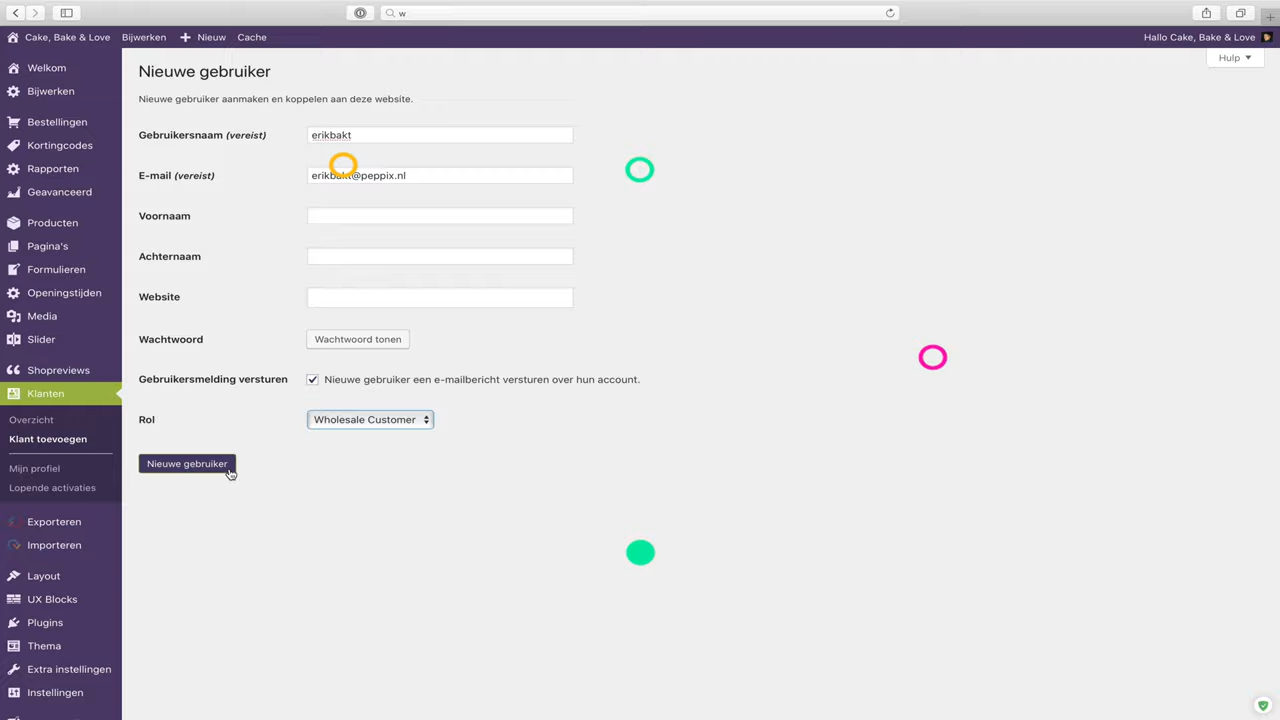 w
Cake, Bake & Love Bijwerken + Nieuw Cache Hallo Cake, Bake & Love
Hulp
Welkom
Bijwerken
Bestellingen
Kortingcodes
Rapporten
Geavanceerd
Producten
Pagina's
Formulieren
Openingstijden
Media
Slider
Shopreviews
Klanten
Overzicht
Klant toevoegen
Mijn profiel
Lopende activaties
Exporteren
Importeren
Layout
UX Blocks
Plugins
Thema
Extra instellingen
Instellingen
Nieuwe gebruiker
Nieuwe gebruiker aanmaken en koppelen aan deze website.
Gebruikersnaam (vereist) erikbakt
E-mail (vereist) erikbakt@peppix.nl
Voornaam
Achternaam
Website
Wachtwoord Wachtwoord tonen
Gebruikersmelding versturen Nieuwe gebruiker een e-mailbericht versturen over hun account.
Rol Wholesale Customer
Nieuwe gebruiker